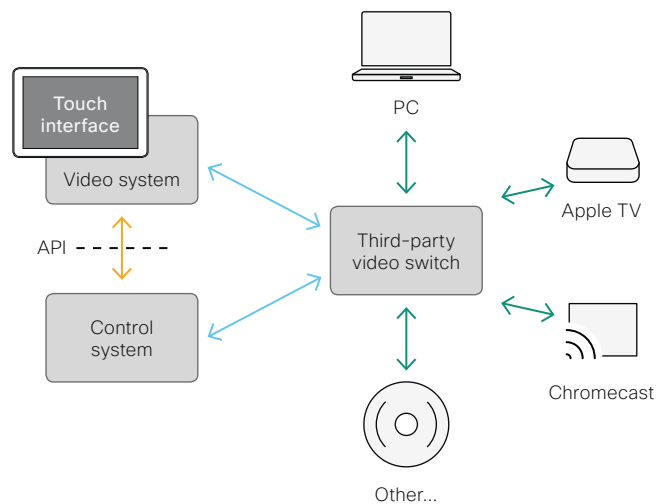 PC
Touch
interface
Video system
Apple TV
API
Third-party
video switch
Control
system
Chromecast
Other...